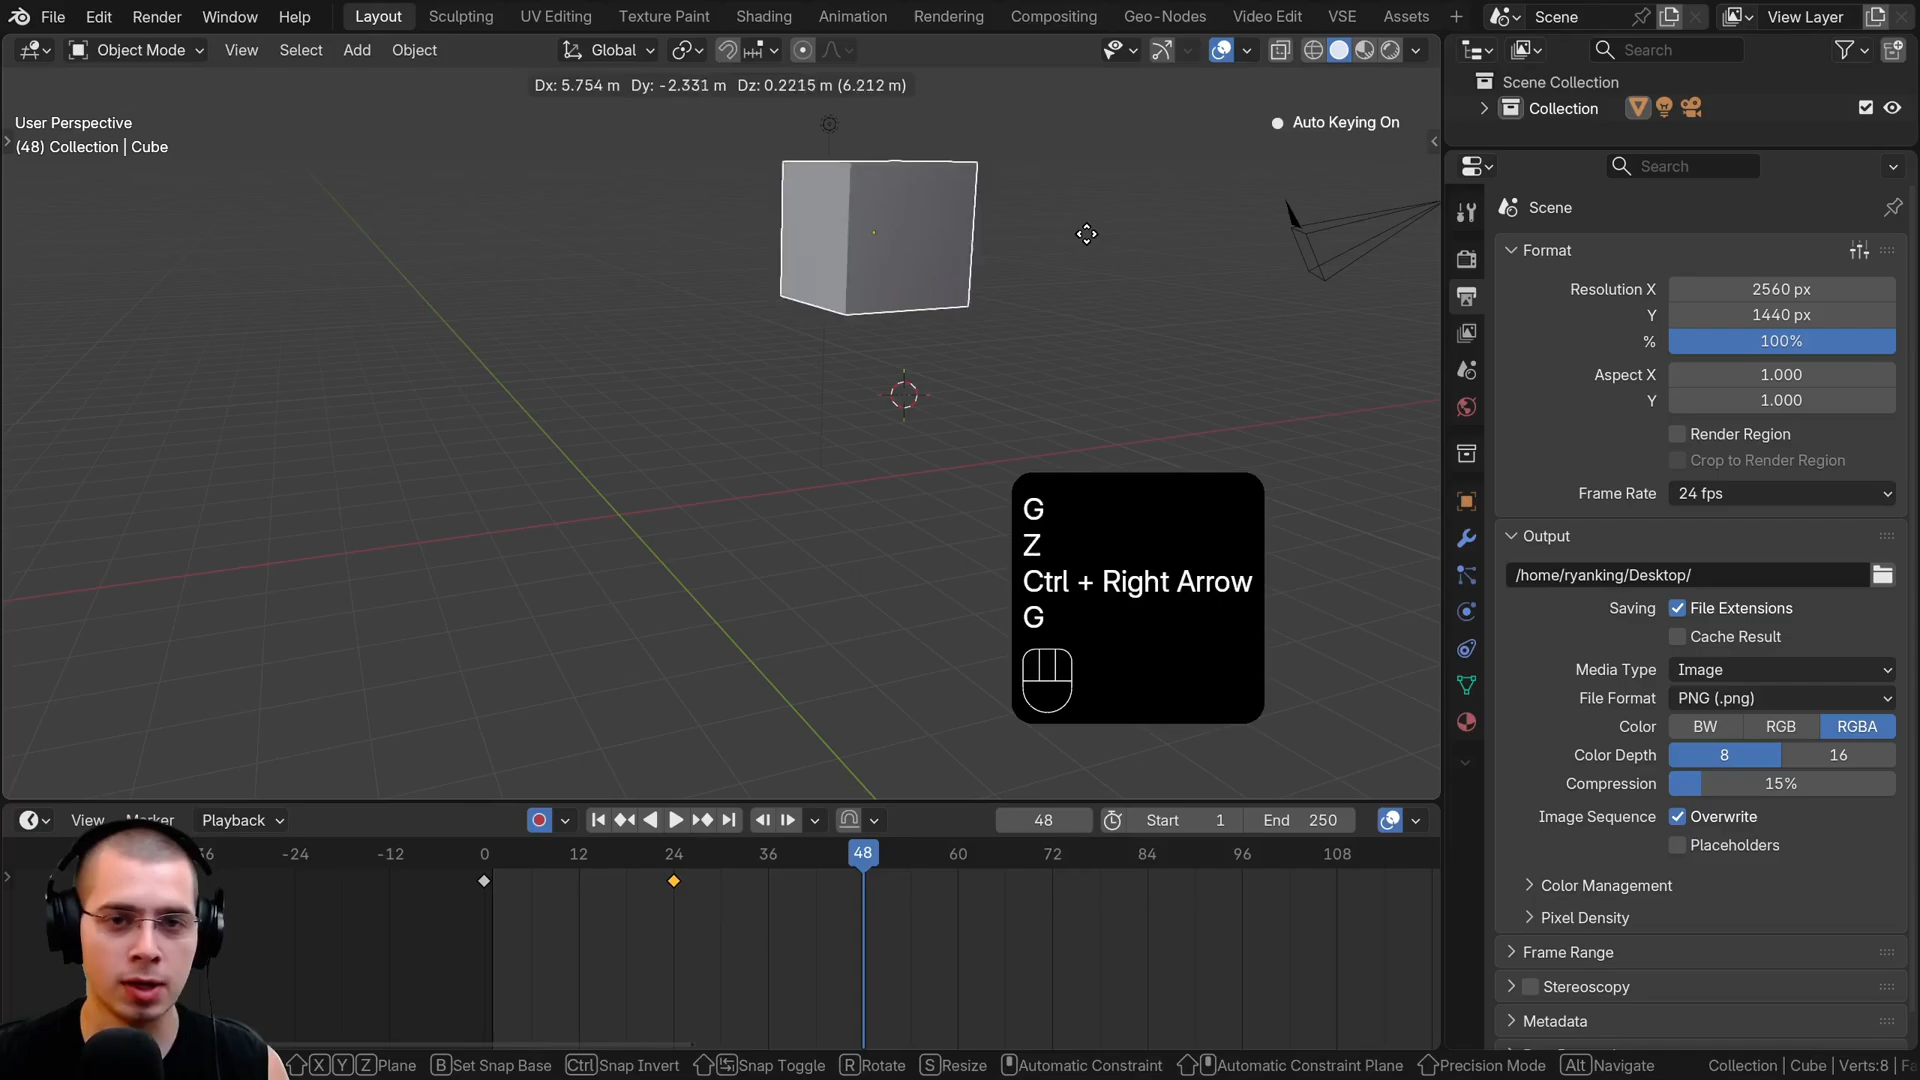 File Edit Render Window Help Layout Sculpting UV Editing Texture Paint Shading Animation Rendering Compositing Geo-Nodes Video Edit VSE Assets + Scene View Layer
Object Mode View Select Add Object Global Search
Dx: 5.754 m Dy: -2.331 m Dz: 0.2215 m (6.212 m)
Scene Collection
Collection
User Perspective
(48) Collection | Cube
Auto Keying On
Search
Scene
Format
Resolution X 2560 px
Y 1440 px
% 100%
Aspect X 1.000
Y 1.000
Render Region
Crop to Render Region
Frame Rate 24 fps
Output
/home/ryanking/Desktop/
Saving File Extensions
Cache Result
Media Type Image
File Format PNG (.png)
Color BW RGB RGBA
Color Depth 8 16
Compression 15%
Image Sequence Overwrite
Placeholders
Color Management
Pixel Density
Frame Range
Stereoscopy
Metadata
G
Z
Ctrl + Right Arrow
G
View Marker Playback 48 Start 1 End 250
-24 -12 0 12 24 36 48 60 72 84 96 108
X Y Z Plane B Set Snap Base Ctrl Snap Invert Snap Toggle R Rotate S Resize Automatic Constraint Automatic Constraint Plane Precision Mode Alt Navigate Collection | Cube | Verts:8 |